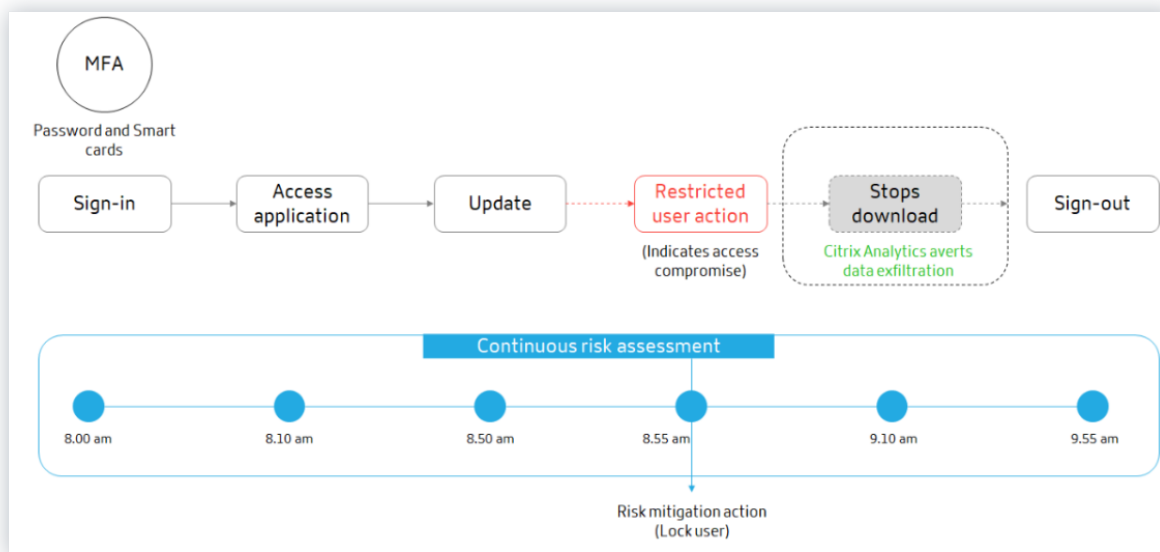 MFA
Password and Smart
cards
Sign-in
Access
application
Update
Restricted
user action
(Indicates access
compromise)
Stops
download
Citrix Analytics averts
data exfiltration
Sign-out
Continuous risk assessment
8.00 am
8.10 am
8.50 am
8.55 am
9.10 am
9.55 am
Risk mitigation action
(Lock user)